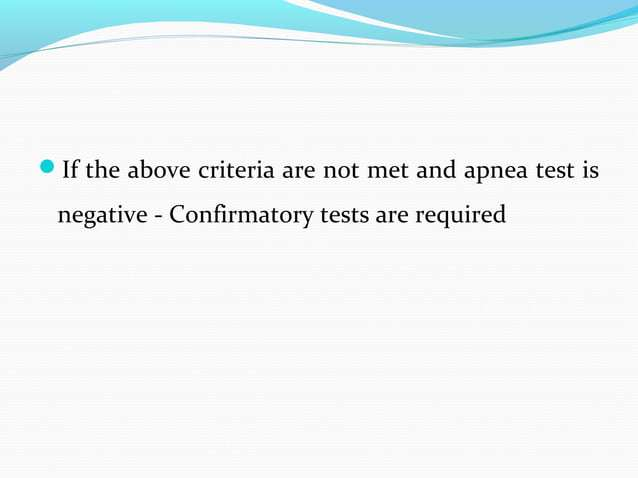 If the above criteria are not met and apnea test is
negative - Confirmatory tests are required